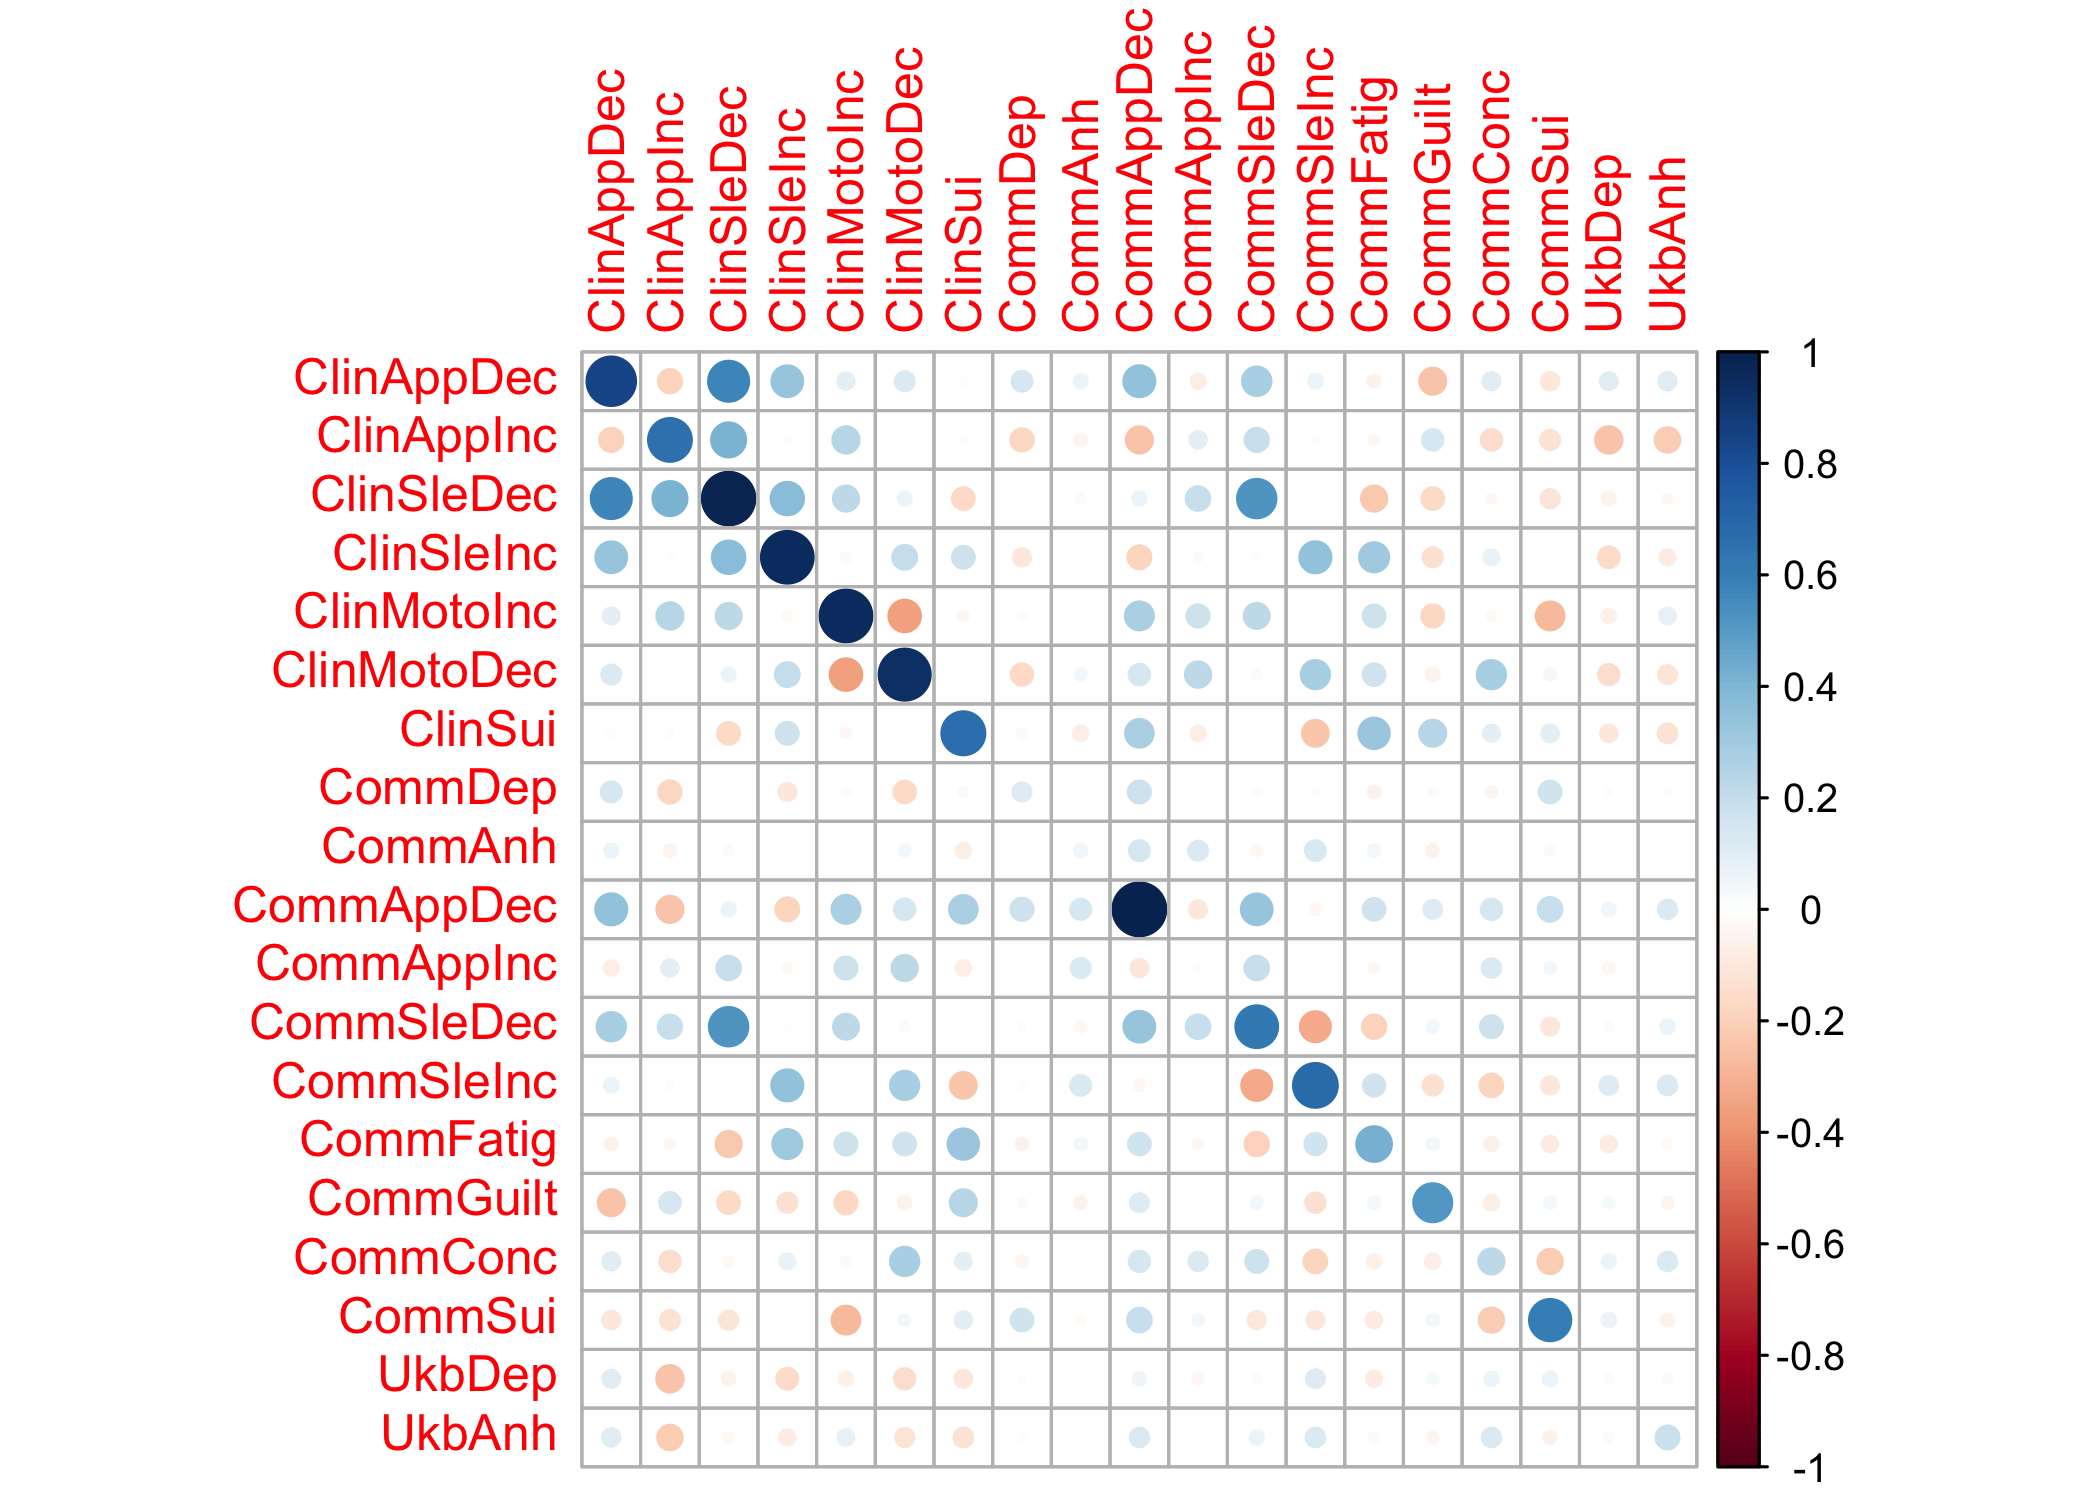 ClinAppDec
ClinAppInc
ClinSleDec
ClinSleInc
ClinMotoInc
ClinMotoDec
ClinSui
CommDep
CommAnh
CommAppDec
CommAppInc
CommSleDec
CommSleInc
CommFatig
CommGuilt
CommConc
CommSui
UkbDep
UkbAnh
ClinAppDec
ClinAppInc
ClinSleDec
ClinSleInc
ClinMotoInc
ClinMotoDec
ClinSui
CommDep
CommAnh
CommAppDec
CommAppInc
CommSleDec
CommSleInc
CommFatig
CommGuilt
CommConc
CommSui
UkbDep
UkbAnh
1
0.8
0.6
0.4
0.2
0
-0.2
-0.4
-0.6
-0.8
-1